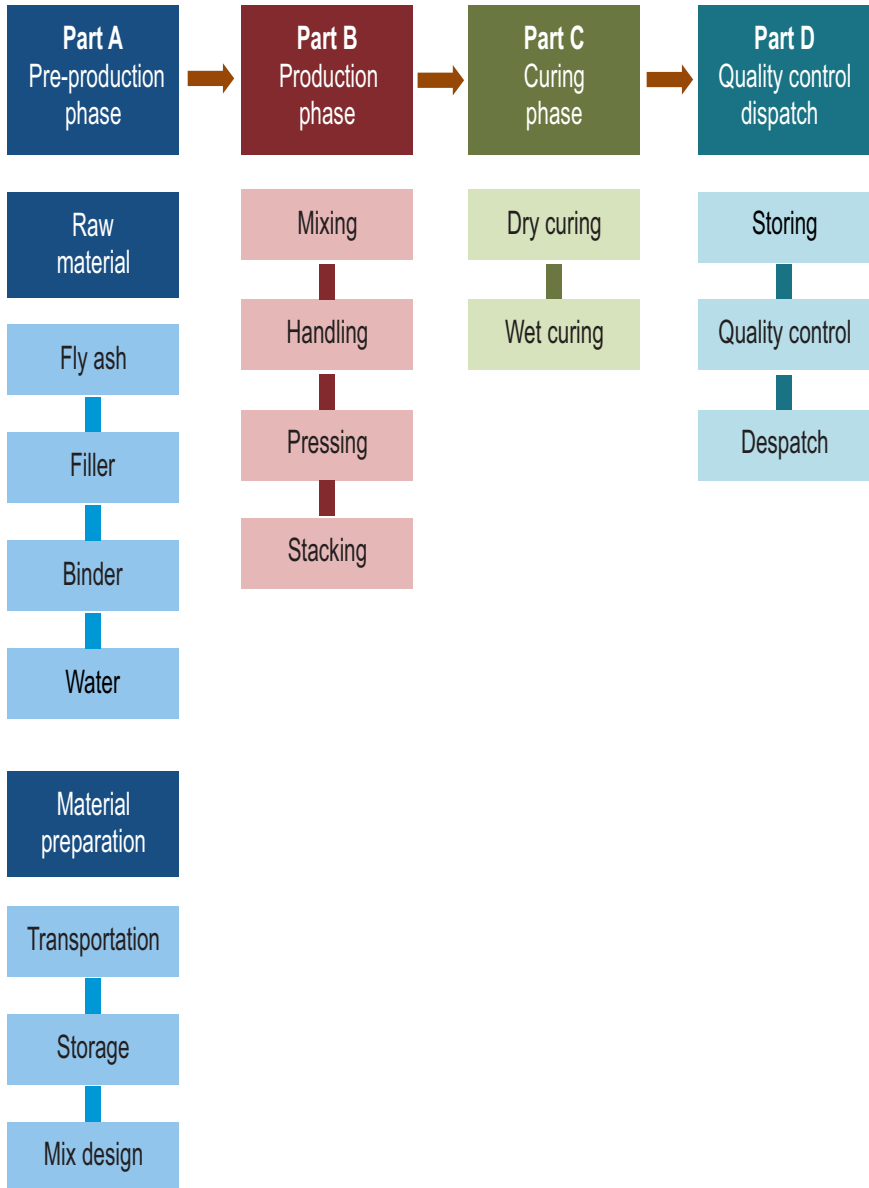 Part A
Pre-production
phase
Part B
Production
phase
Part C
Curing
phase
Part D
Quality control
dispatch
Raw
material
Fly ash
Filler
Binder
Water
Material
preparation
Transportation
Storage
Mix design
Mixing
Handling
Pressing
Stacking
Dry curing
Wet curing
Storing
Quality control
Despatch